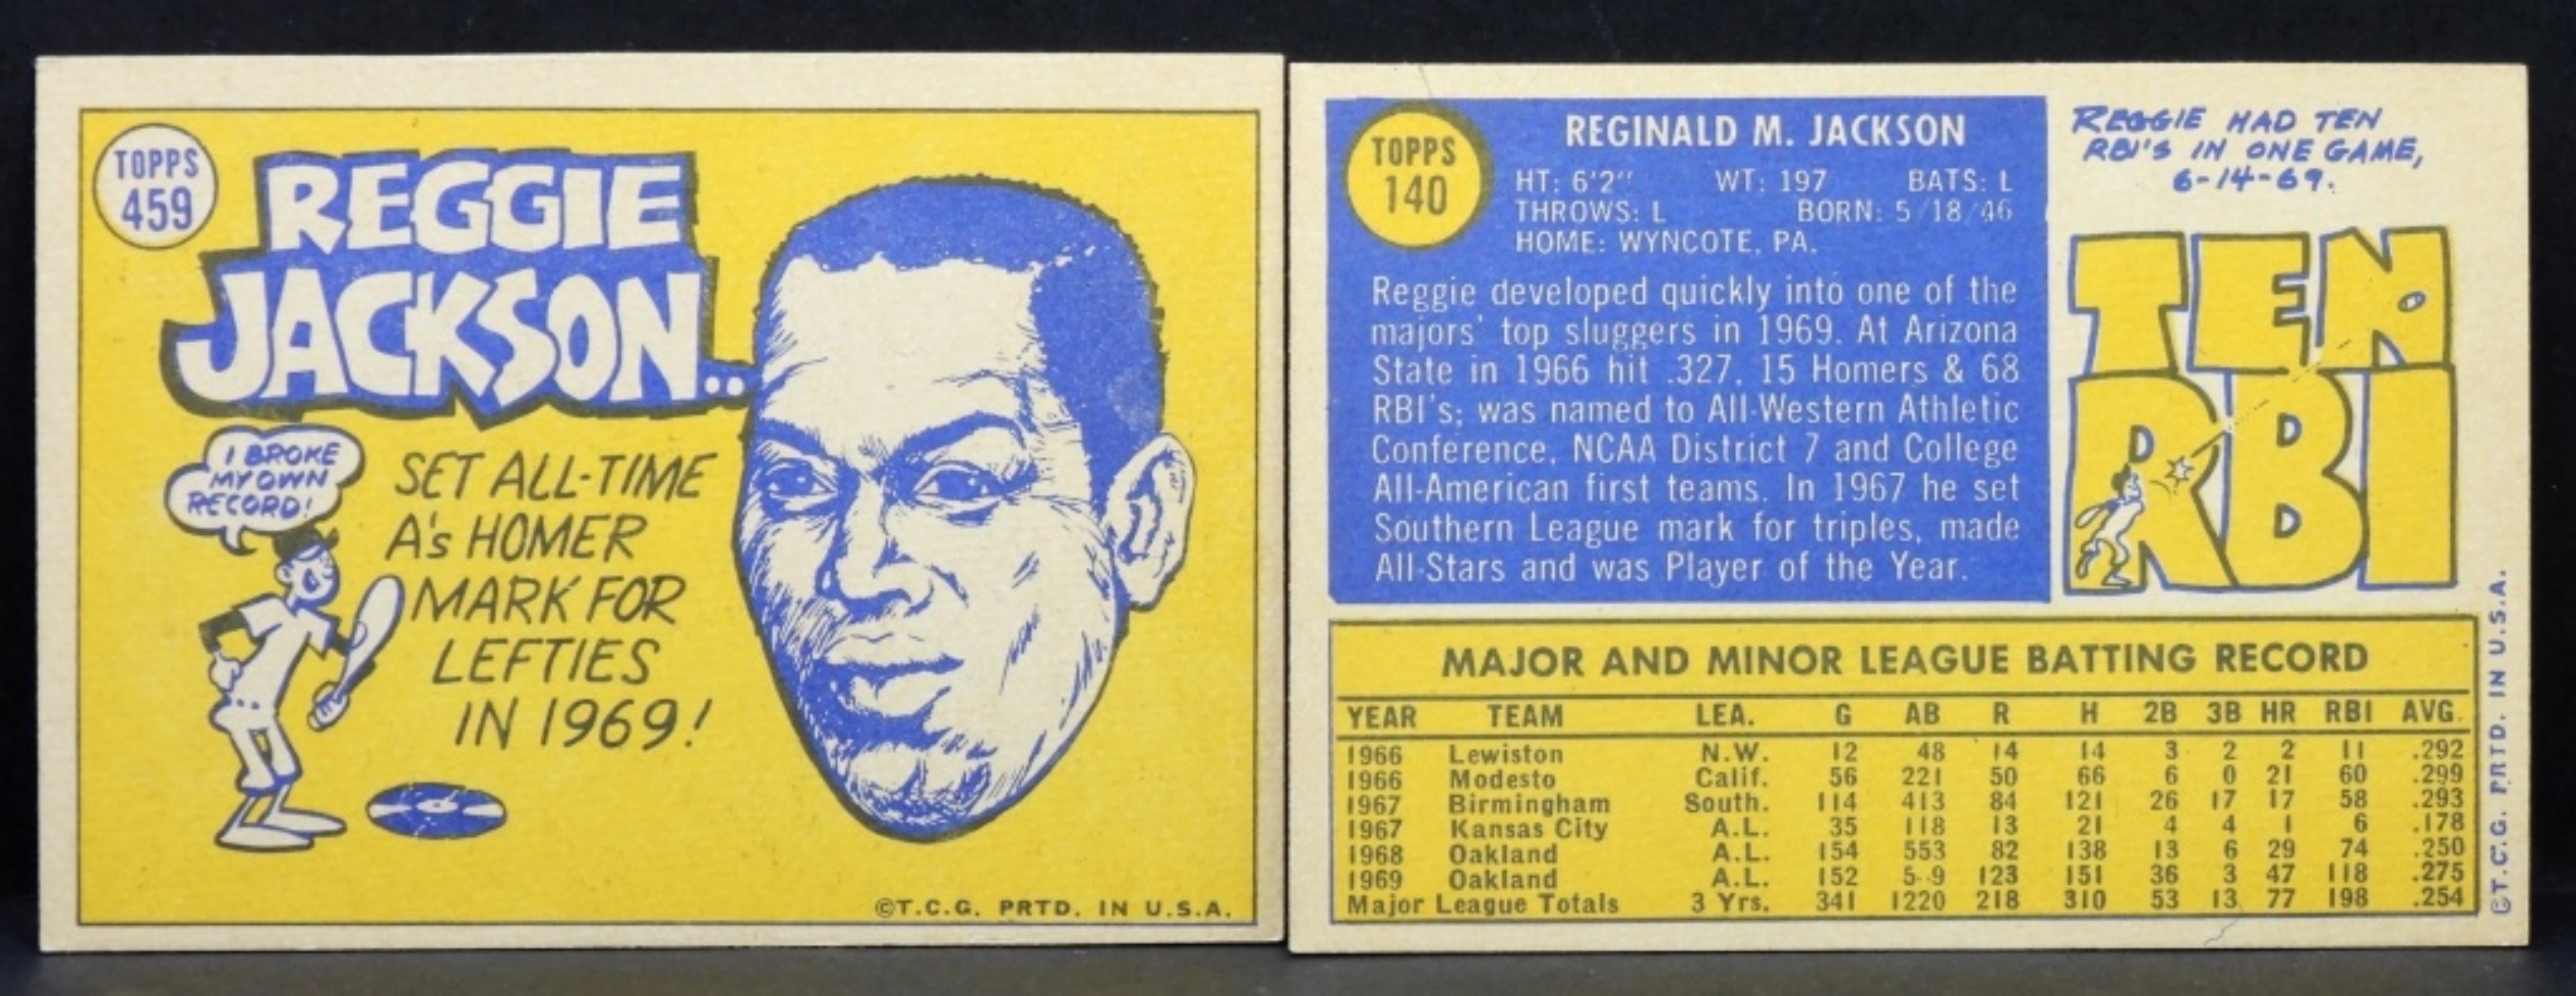 TOPPS
459
REGGIE
JACKSON..
I BROKE
MY OWN
RECORD!
SET ALL-TIME
A's HOMER
MARK FOR
LEFTIES
IN 1969!
©T.C.G. PRTD. IN U.S.A.
TOPPS
140
REGINALD M. JACKSON
HT: 6'2" WT: 197 BATS: L
THROWS: L BORN: 5/18/46
HOME: WYNCOTE, PA.
Reggie developed quickly into one of the
majors' top sluggers in 1969. At Arizona
State in 1966 hit .327, 15 Homers & 68
RBI's; was named to All-Western Athletic
Conference, NCAA District 7 and College
All-American first teams. In 1967 he set
Southern League mark for triples, made
All-Stars and was Player of the Year.
REGGIE HAD TEN
RBI'S IN ONE GAME,
6-14-69.
TEN
RBI
MAJOR AND MINOR LEAGUE BATTING RECORD
YEAR TEAM LEA. G AB R H 2B 3B HR RBI AVG.
1966 Lewiston N.W. 12 48 14 14 3 2 2 11 .292
1966 Modesto Calif. 56 221 50 66 6 0 21 60 .299
1967 Birmingham South. 114 413 84 121 26 17 17 58 .293
1967 Kansas City A.L. 35 118 13 21 4 4 1 6 .178
1968 Oakland A.L. 154 553 82 138 13 6 29 74 .250
1969 Oakland A.L. 152 123 151 36 3 47 118 .275
Major League Totals 3 Yrs. 341 1220 218 310 53 13 77 198 .254
©T.C.G. PRTD. IN U.S.A.